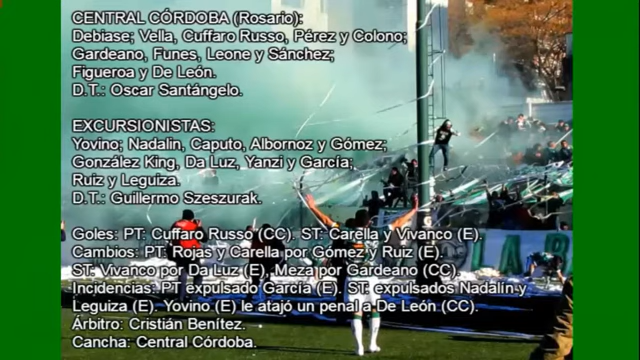 CENTRAL CÓRDOBA (Rosario):
Debiase; Vella, Cuffaro Russo, Pérez y Colono;
Gardeano, Funes, Leone y Sánchez;
Figueroa y De León.
D.T.: Oscar Santángelo.
EXCURSIONISTAS:
Yovino; Nadalin, Caputo, Albornoz y Gómez;
González King, Da Luz, Yanzi y García;
Ruiz y Leguiza.
D.T.: Guillermo Szeszurak.
Goles: PT: Cuffaro Russo (CC). ST: Carella y Vivanco (E).
Cambios: PT: Rojas y Carella por Gómez y Ruiz (E).
ST: Vivanco por Da Luz (E), Meza por Gardeano (CC).
Incidencias: PT expulsado García (E). ST: expulsados Nadalín y
Leguiza (E). Yovino (E) le atajó un penal a De León (CC).
Árbitro: Cristián Benítez.
Cancha: Central Córdoba.
LA B